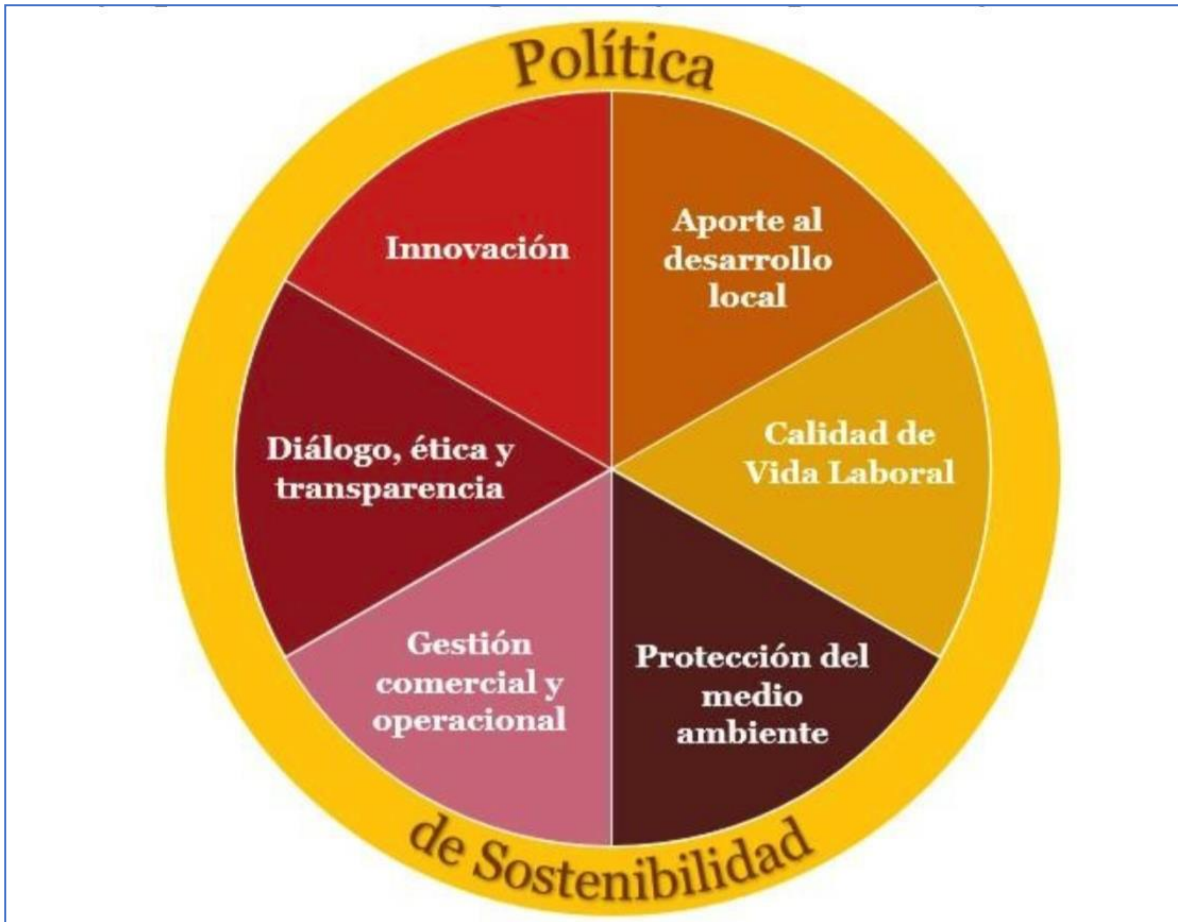 Política
Aporte al
desarrollo
local
Calidad de
Vida Laboral
Protección del
medio
ambiente
Gestión
comercial y
operacional
Diálogo, ética y
transparencia
Innovación
de Sostenibilidad